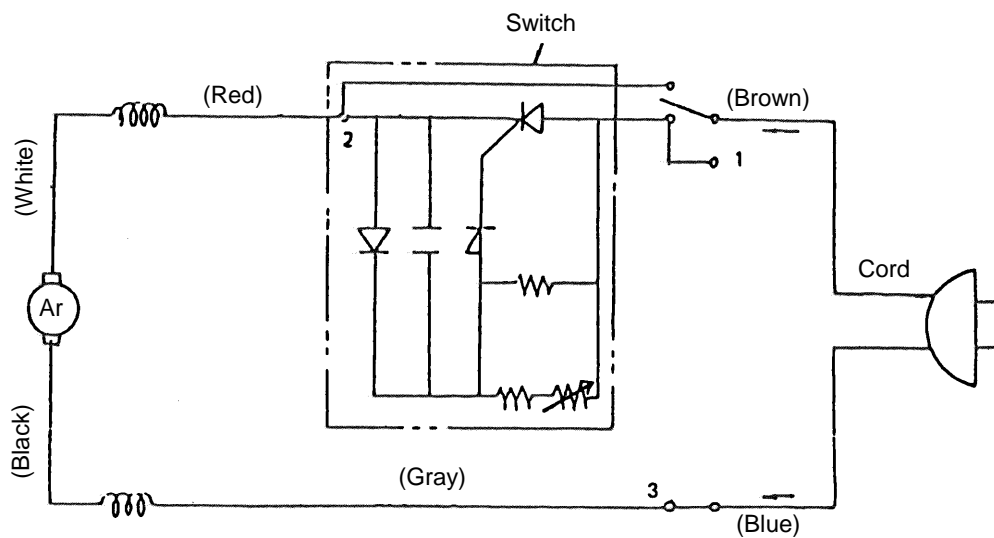 Switch
(Red)
(Brown)
2
1
(White)
Cord
Ar
(Black)
(Gray)
3
(Blue)